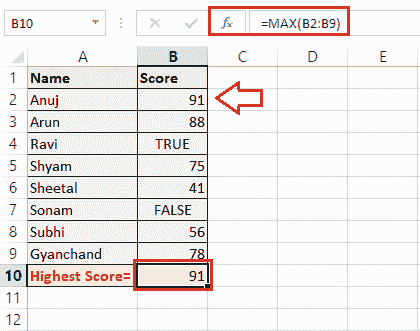 B10 fx =MAX(B2:B9)
A B C D E
1 Name Score
2 Anuj 91
3 Arun 88
4 Ravi TRUE
5 Shyam 75
6 Sheetal 41
7 Sonam FALSE
8 Subhi 56
9 Gyanchand 78
10 Highest Score= 91
11
12